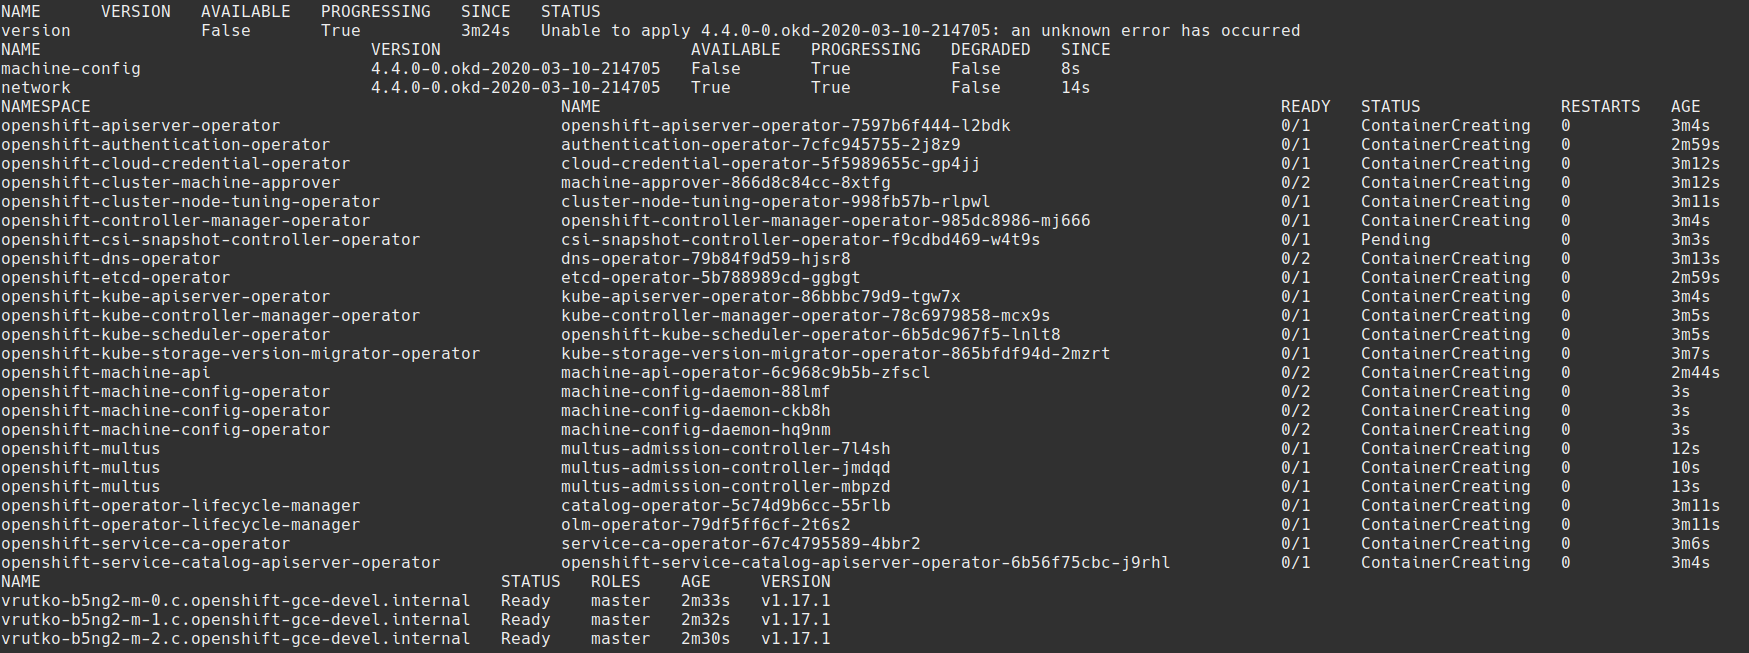 NAME      VERSION   AVAILABLE   PROGRESSING   SINCE   STATUS
version             False       True          3m24s   Unable to apply 4.4.0-0.okd-2020-03-10-214705: an unknown error has occurred
NAME                                 VERSION                         AVAILABLE   PROGRESSING   DEGRADED   SINCE
machine-config                       4.4.0-0.okd-2020-03-10-214705   False       True          False      8s
network                              4.4.0-0.okd-2020-03-10-214705   True        True          False      14s
NAMESPACE                                               NAME                                                                    READY   STATUS              RESTARTS   AGE
openshift-apiserver-operator                            openshift-apiserver-operator-7597b6f444-l2bdk                           0/1     ContainerCreating   0          3m4s
openshift-authentication-operator                       authentication-operator-7cfc945755-2j8z9                                0/1     ContainerCreating   0          2m59s
openshift-cloud-credential-operator                     cloud-credential-operator-5f5989655c-gp4jj                              0/1     ContainerCreating   0          3m12s
openshift-cluster-machine-approver                      machine-approver-866d8c84cc-8xtfg                                       0/2     ContainerCreating   0          3m12s
openshift-cluster-node-tuning-operator                  cluster-node-tuning-operator-998fb57b-rlpwl                             0/1     ContainerCreating   0          3m11s
openshift-controller-manager-operator                   openshift-controller-manager-operator-985dc8986-mj666                   0/1     ContainerCreating   0          3m4s
openshift-csi-snapshot-controller-operator              csi-snapshot-controller-operator-f9cdbd469-w4t9s                        0/1     Pending             0          3m3s
openshift-dns-operator                                  dns-operator-79b84f9d59-hjsr8                                           0/2     ContainerCreating   0          3m13s
openshift-etcd-operator                                 etcd-operator-5b788989cd-ggbgt                                          0/1     ContainerCreating   0          2m59s
openshift-kube-apiserver-operator                       kube-apiserver-operator-86bbbc79d9-tgw7x                                0/1     ContainerCreating   0          3m4s
openshift-kube-controller-manager-operator              kube-controller-manager-operator-78c6979858-mcx9s                       0/1     ContainerCreating   0          3m5s
openshift-kube-scheduler-operator                       openshift-kube-scheduler-operator-6b5dc967f5-lnlt8                      0/1     ContainerCreating   0          3m5s
openshift-kube-storage-version-migrator-operator        kube-storage-version-migrator-operator-865bfdf94d-2mzrt                 0/1     ContainerCreating   0          3m7s
openshift-machine-api                                   machine-api-operator-6c968c9b5b-zfscl                                   0/2     ContainerCreating   0          2m44s
openshift-machine-config-operator                       machine-config-daemon-88lmf                                             0/2     ContainerCreating   0          3s
openshift-machine-config-operator                       machine-config-daemon-ckb8h                                             0/2     ContainerCreating   0          3s
openshift-machine-config-operator                       machine-config-daemon-hq9nm                                             0/2     ContainerCreating   0          3s
openshift-multus                                        multus-admission-controller-7l4sh                                       0/1     ContainerCreating   0          12s
openshift-multus                                        multus-admission-controller-jmdqd                                       0/1     ContainerCreating   0          10s
openshift-multus                                        multus-admission-controller-mbpzd                                       0/1     ContainerCreating   0          13s
openshift-operator-lifecycle-manager                    catalog-operator-5c74d9b6cc-55rlb                                       0/1     ContainerCreating   0          3m11s
openshift-operator-lifecycle-manager                    olm-operator-79df5ff6cf-2t6s2                                           0/1     ContainerCreating   0          3m11s
openshift-service-ca-operator                           service-ca-operator-67c4795589-4bbr2                                    0/1     ContainerCreating   0          3m6s
openshift-service-catalog-apiserver-operator            openshift-service-catalog-apiserver-operator-6b56f75cbc-j9rhl           0/1     ContainerCreating   0          3m4s
NAME                                              STATUS   ROLES    AGE     VERSION
vrutko-b5ng2-m-0.c.openshift-gce-devel.internal   Ready    master   2m33s   v1.17.1
vrutko-b5ng2-m-1.c.openshift-gce-devel.internal   Ready    master   2m32s   v1.17.1
vrutko-b5ng2-m-2.c.openshift-gce-devel.internal   Ready    master   2m30s   v1.17.1